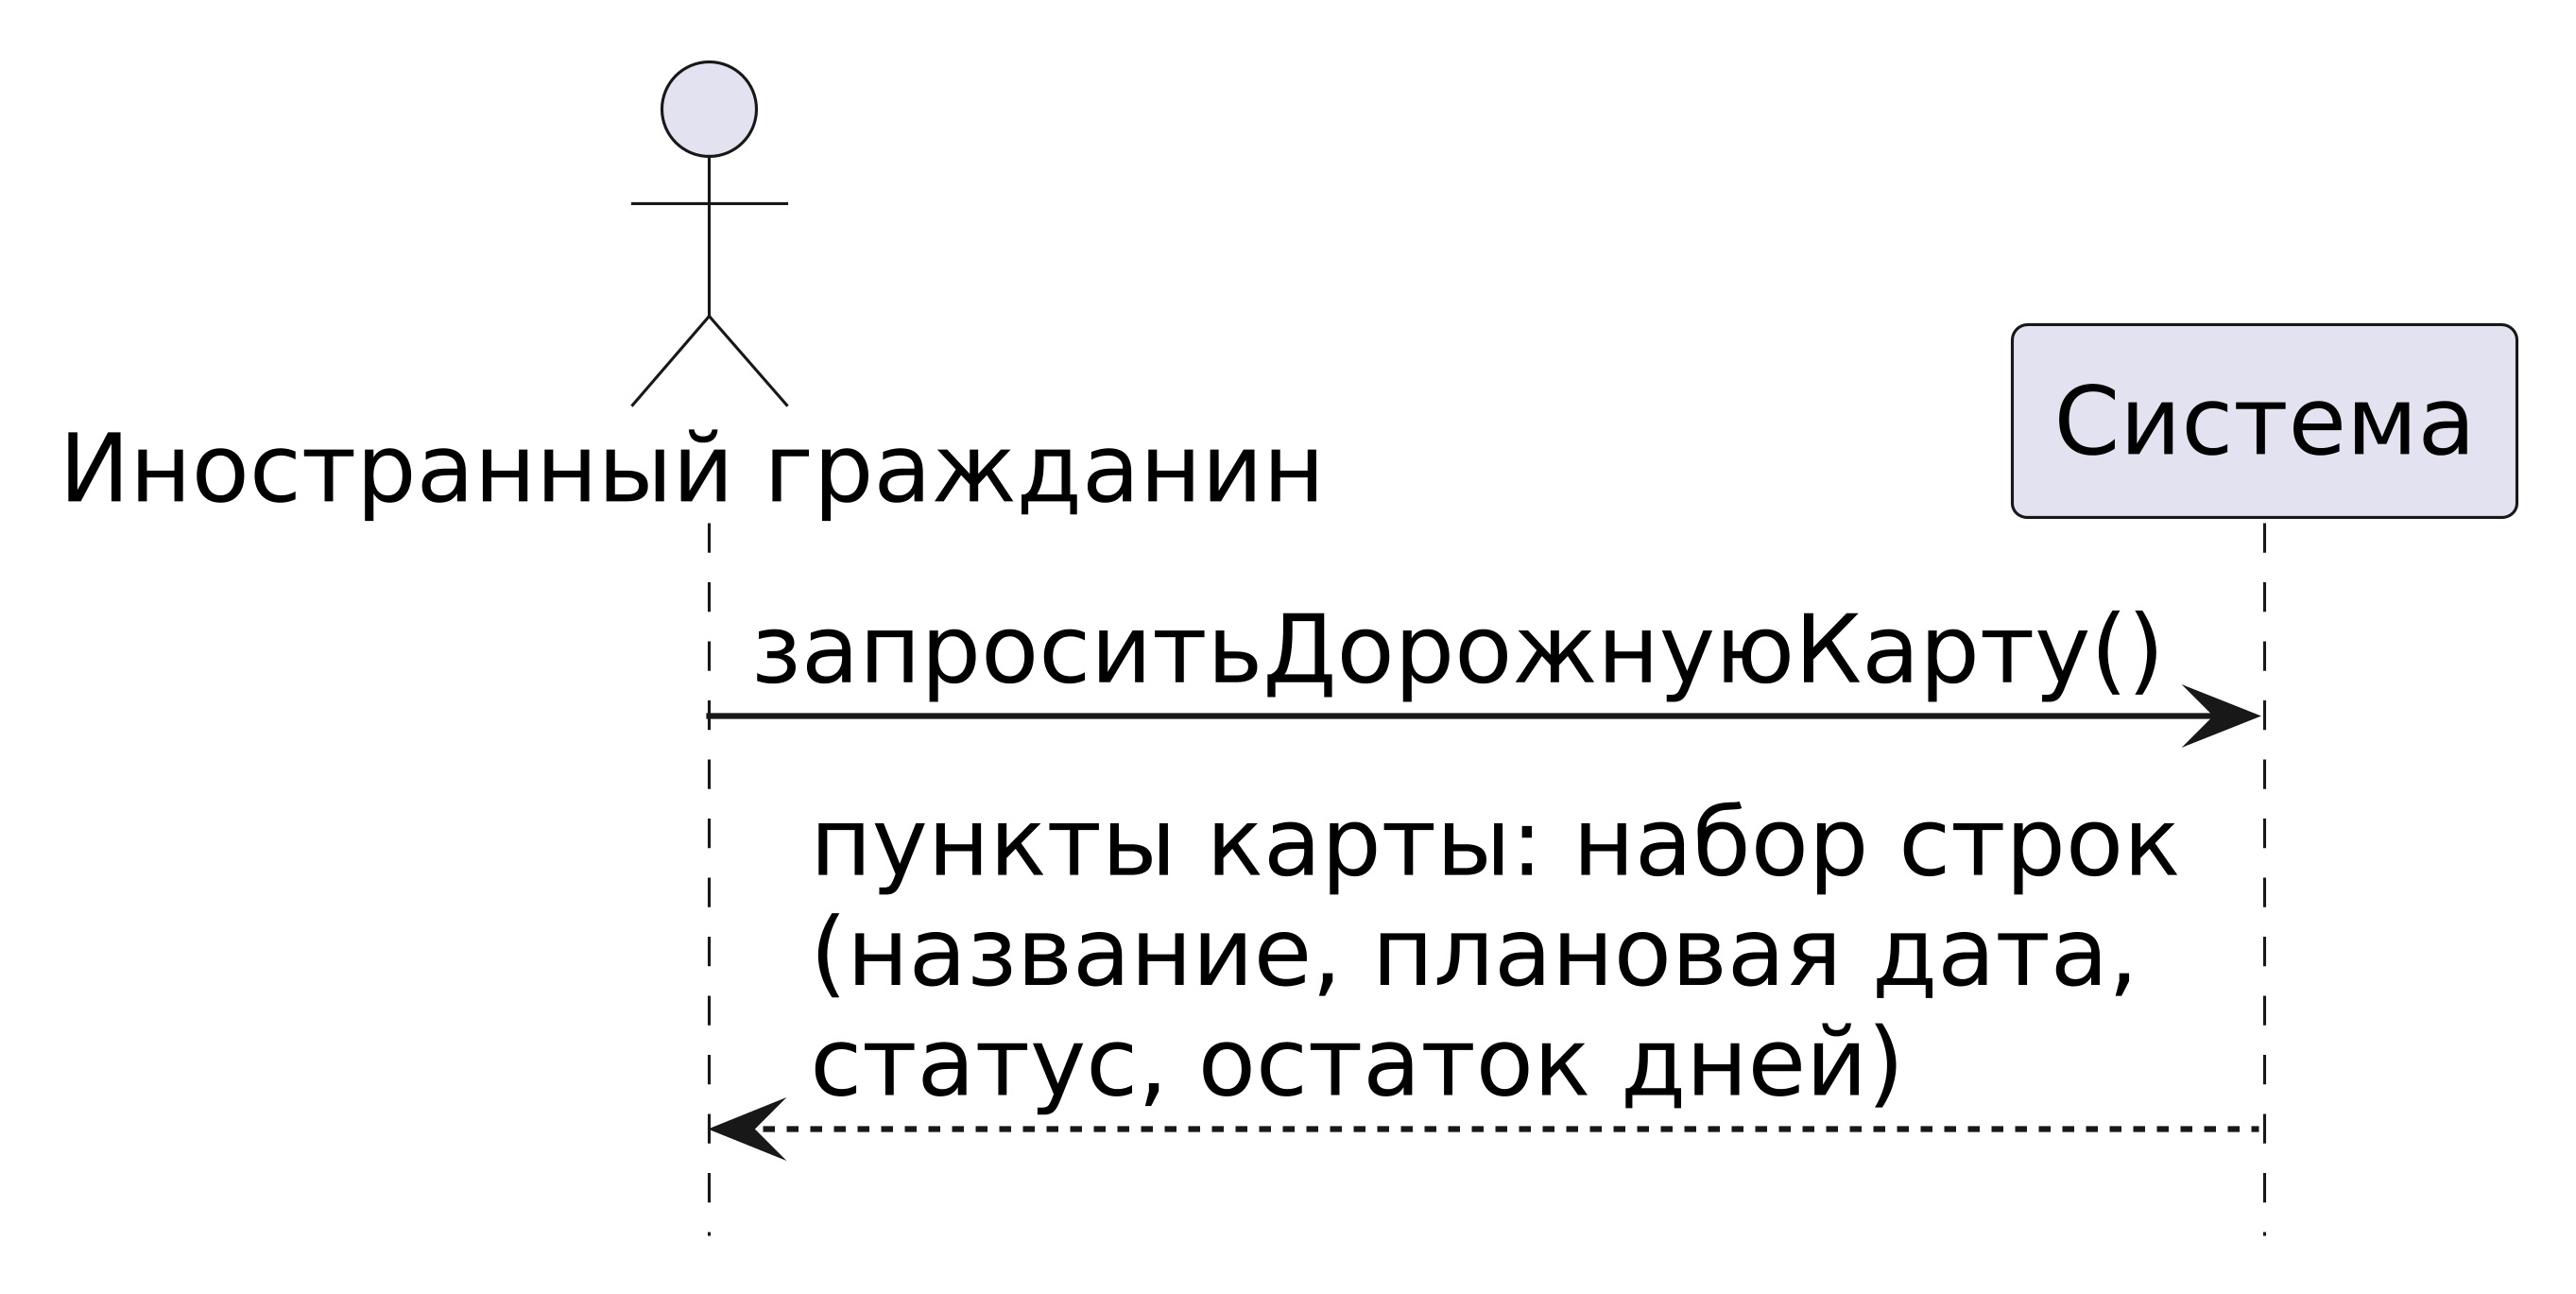 Иностранный гражданин
Система
запроситьДорожнуюКарту()
пункты карты: набор строк
(название, плановая дата,
статус, остаток дней)